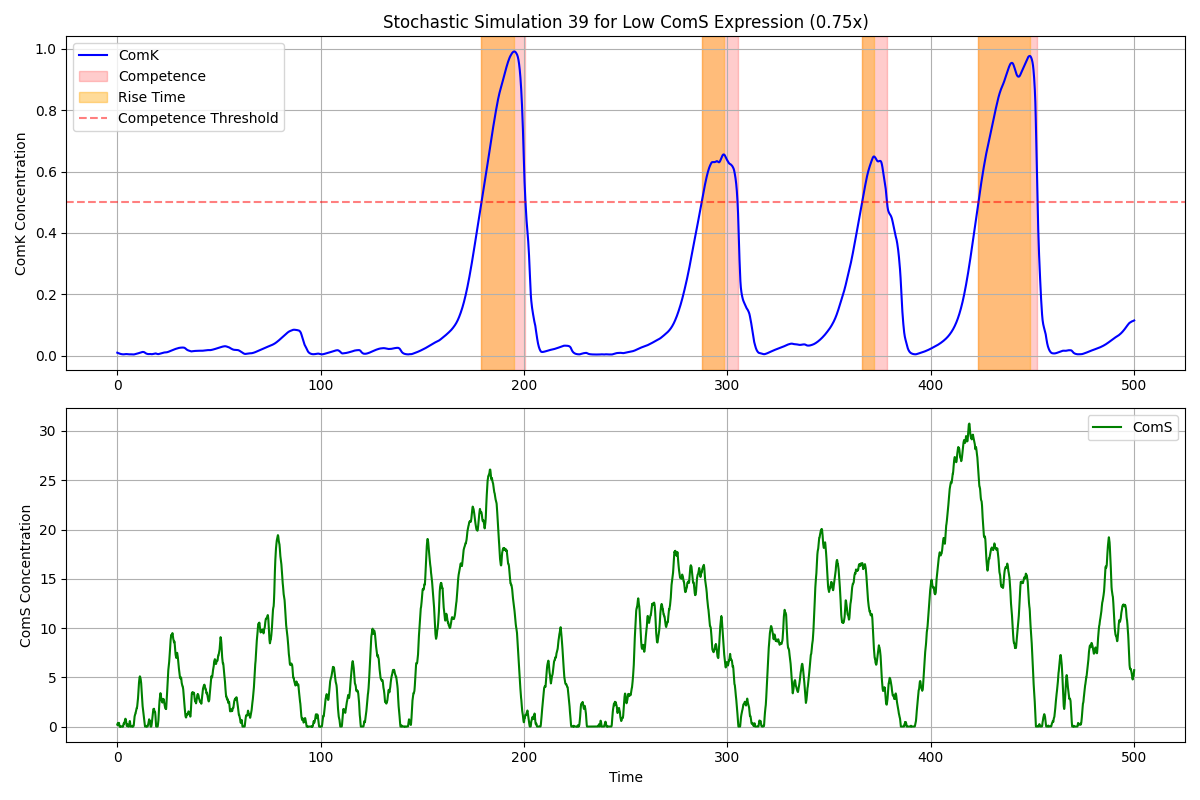 Stochastic Simulation 39 for Low ComS Expression (0.75x)
ComK Concentration
1.0
0.8
0.6
0.4
0.2
0.0
ComK
Competence
Rise Time
Competence Threshold
0 100 200 300 400 500
ComS Concentration
30
25
20
15
10
5
0
ComS
0 100 200 300 400 500
Time